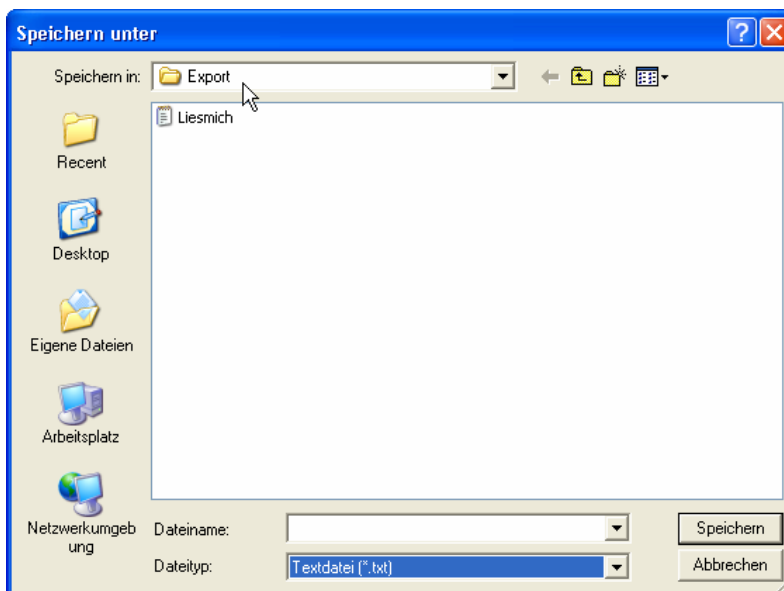 Speichern unter
Speichern in: Export
Liesmich
Recent
Desktop
Eigene Dateien
Arbeitsplatz
Netzwerkumgeb
ung
Dateiname:
Speichern
Dateityp: Textdatei (*.txt)
Abbrechen